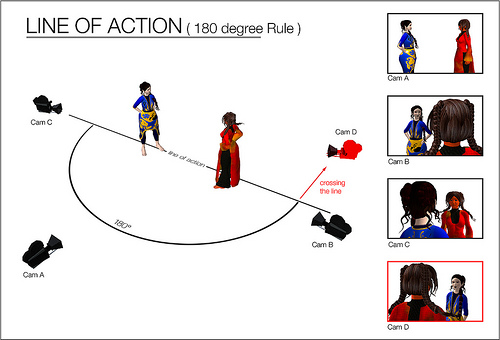 LINE OF ACTION ( 180 degree Rule )
Cam A
Cam C
Cam D
line of action
Cam B
crossing
the line
180º
Cam B
Cam A
Cam C
Cam D